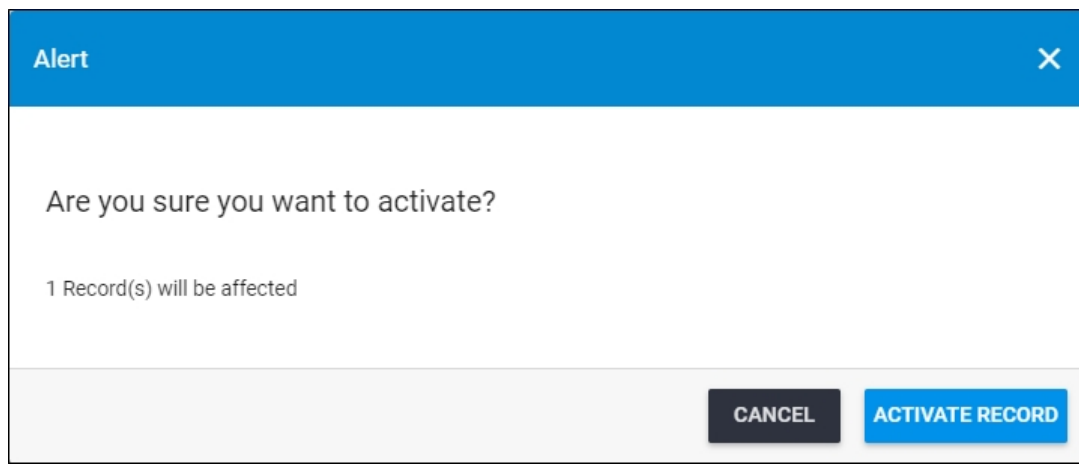 Alert
Are you sure you want to activate?
1 Record(s) will be affected
CANCEL ACTIVATE RECORD